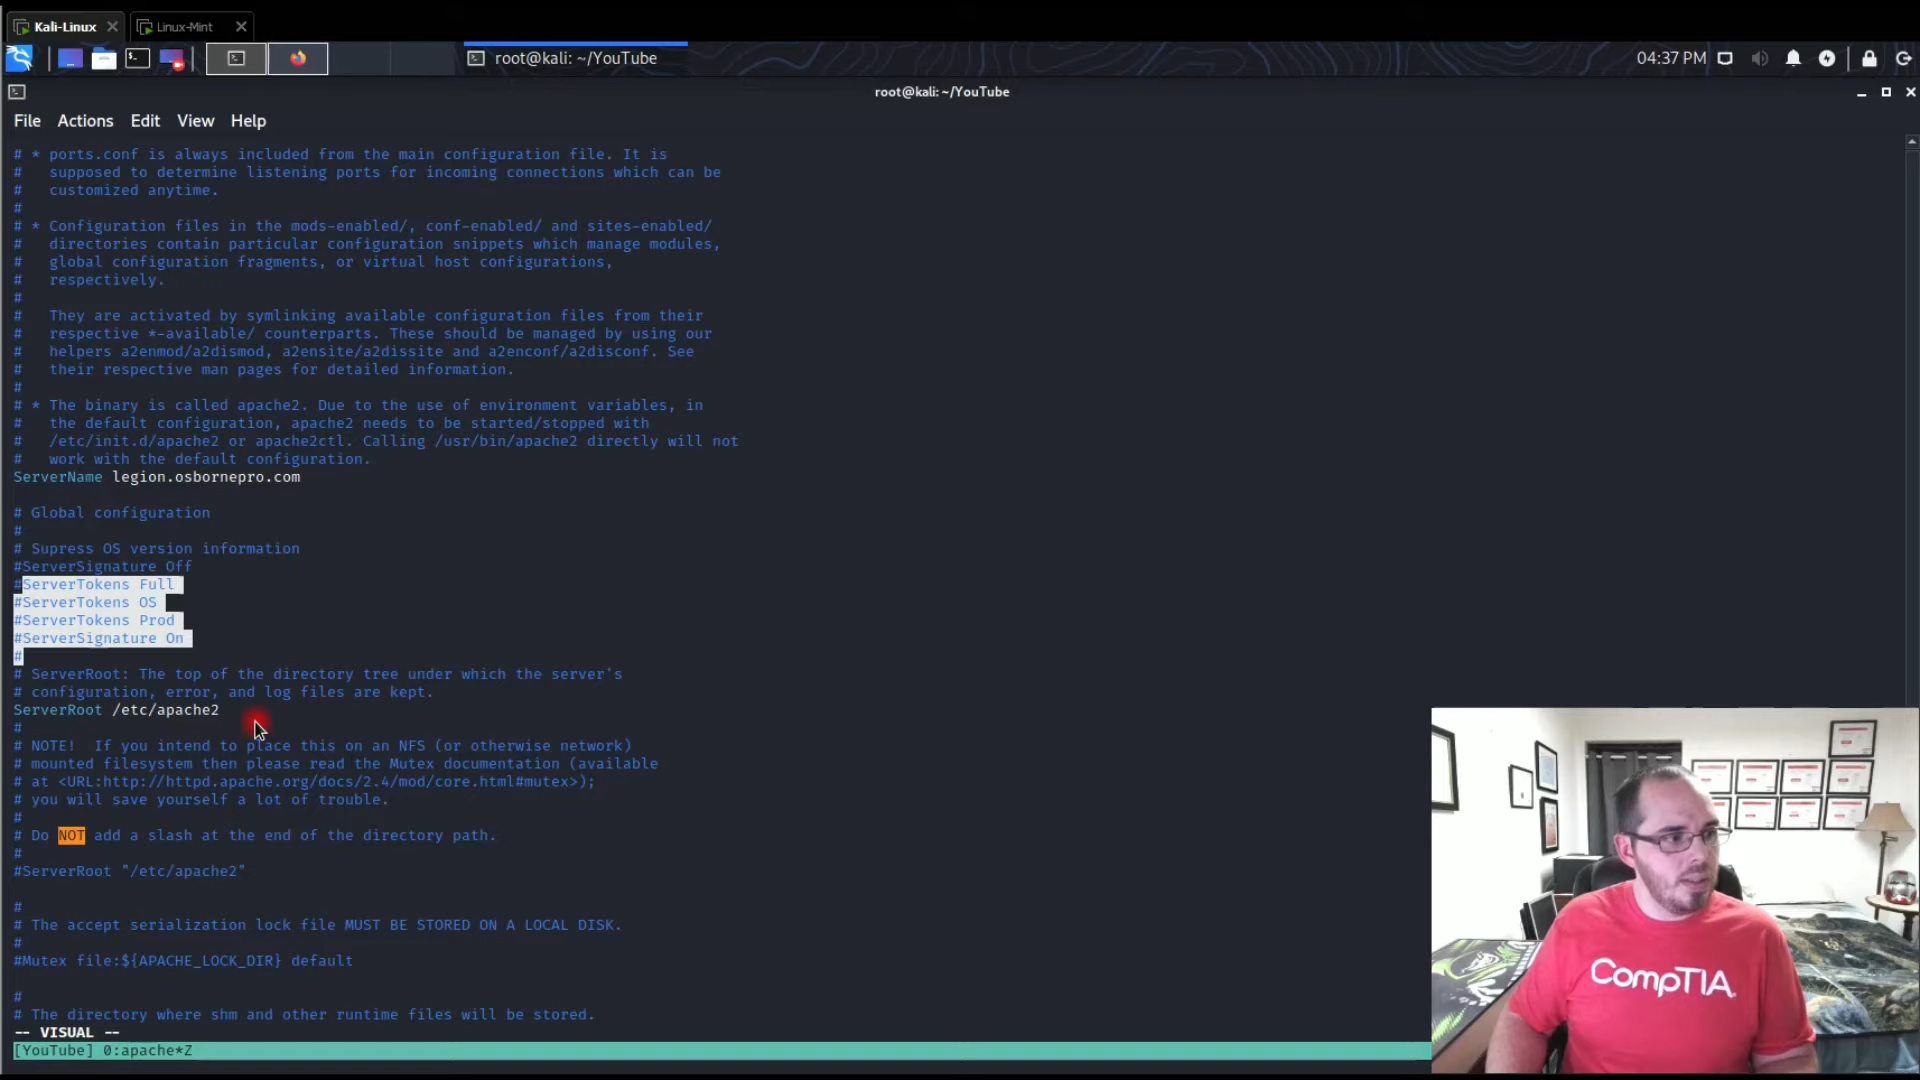 Kali-Linux
Linux-Mint
root@kali: ~/YouTube
04:37 PM
root@kali: ~/YouTube
File Actions Edit View Help
# * ports.conf is always included from the main configuration file. It is
#   supposed to determine listening ports for incoming connections which can be
#   customized anytime.
#
# * Configuration files in the mods-enabled/, conf-enabled/ and sites-enabled/
#   directories contain particular configuration snippets which manage modules,
#   global configuration fragments, or virtual host configurations,
#   respectively.
#
#   They are activated by symlinking available configuration files from their
#   respective *-available/ counterparts. These should be managed by using our
#   helpers a2enmod/a2dismod, a2ensite/a2dissite and a2enconf/a2disconf. See
#   their respective man pages for detailed information.
#
# * The binary is called apache2. Due to the use of environment variables, in
#   the default configuration, apache2 needs to be started/stopped with
#   /etc/init.d/apache2 or apache2ctl. Calling /usr/bin/apache2 directly will not
#   work with the default configuration.
ServerName legion.osbornepro.com
# Global configuration
#
# Supress OS version information
#ServerSignature Off
#ServerTokens Full
#ServerTokens OS
#ServerTokens Prod
#ServerSignature On
#
# ServerRoot: The top of the directory tree under which the server's
# configuration, error, and log files are kept.
ServerRoot /etc/apache2
#
# NOTE!  If you intend to place this on an NFS (or otherwise network)
# mounted filesystem then please read the Mutex documentation (available
# at <URL:http://httpd.apache.org/docs/2.4/mod/core.html#mutex>);
# you will save yourself a lot of trouble.
#
# Do NOT add a slash at the end of the directory path.
#
#ServerRoot "/etc/apache2"
#
# The accept serialization lock file MUST BE STORED ON A LOCAL DISK.
#
#Mutex file:${APACHE_LOCK_DIR} default
#
# The directory where shm and other runtime files will be stored.
-- VISUAL --
[YouTube] 0:apache*Z
CompTIA.